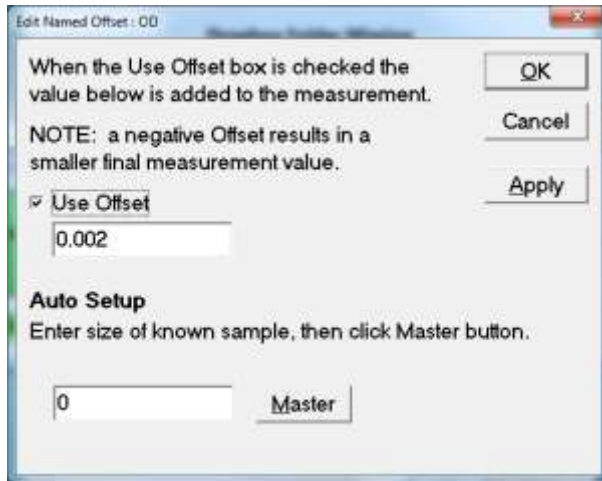 Edit Named Offset : OD
When the Use Offset box is checked the
value below is added to the measurement.
NOTE: a negative Offset results in a
smaller final measurement value.
Use Offset
0.002
OK
Cancel
Apply
Auto Setup
Enter size of known sample, then click Master button.
0
Master